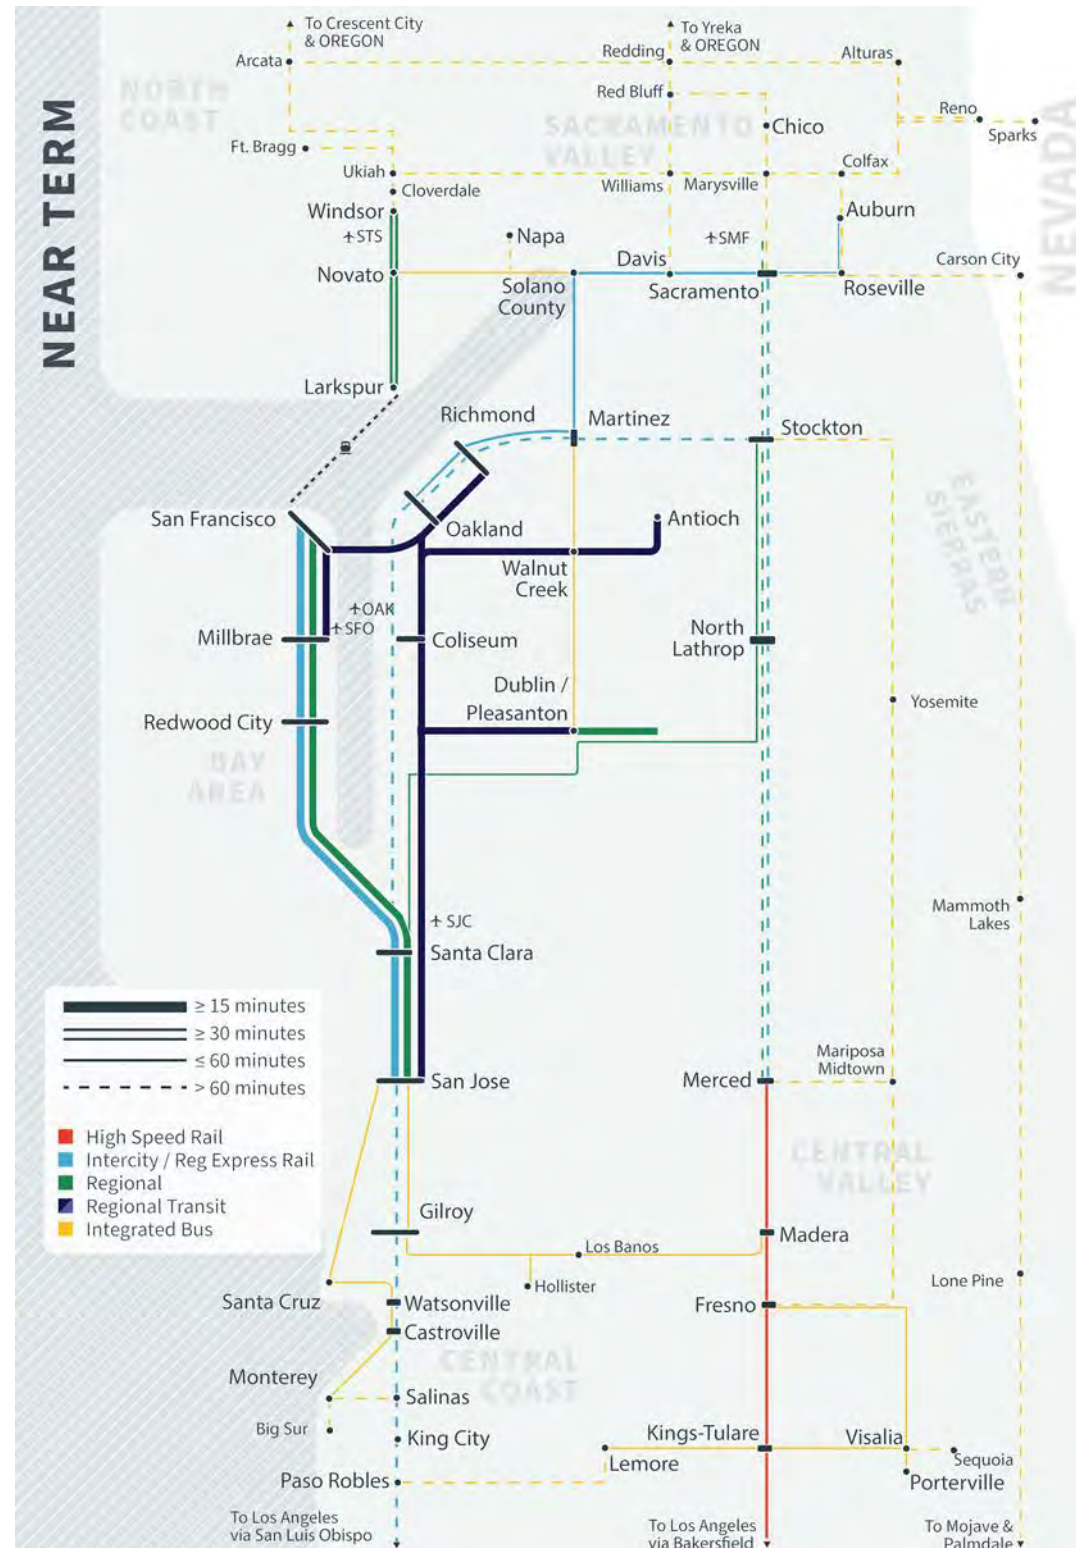 NEAR TERM
To Crescent City
& OREGON
To Yreka
& OREGON
Arcata
Redding
Alturas
NORTH
COAST
Red Bluff
Reno
Sparks
SACRAMENTO
VALLEY
Chico
NEVADA
Ft. Bragg
Ukiah
Cloverdale
Williams
Marysville
Colfax
Windsor
STS
Napa
SMF
Auburn
Novato
Solano
County
Davis
Sacramento
Roseville
Carson City
Larkspur
Richmond
Martinez
Stockton
San Francisco
Oakland
Antioch
EASTERN
SIERRAS
Walnut
Creek
OAK
SFO
Millbrae
Coliseum
North
Lathrop
Dublin /
Pleasanton
Redwood City
Yosemite
BAY
AREA
SJC
Santa Clara
Mammoth
Lakes
≥ 15 minutes
≥ 30 minutes
≤ 60 minutes
> 60 minutes
High Speed Rail
Intercity / Reg Express Rail
Regional
Regional Transit
Integrated Bus
San Jose
Merced
Mariposa
Midtown
CENTRAL
VALLEY
Gilroy
Los Banos
Madera
Hollister
Lone Pine
Santa Cruz
Watsonville
Castroville
Fresno
CENTRAL
COAST
Monterey
Salinas
Big Sur
King City
Kings-Tulare
Visalia
Lemore
Sequoia
Porterville
Paso Robles
To Los Angeles
via San Luis Obispo
To Los Angeles
via Bakersfield
To Mojave &
Palmdale